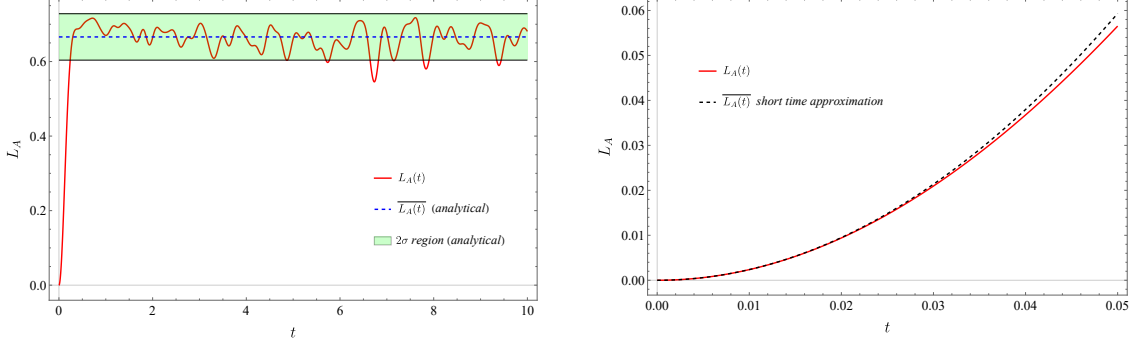 0.6
0.4
0.2
0.0
L_A
L_A(t)
\overline{L_A(t)} (analytical)
2σ region (analytical)
0 2 4 6 8 10
t
0.06
0.05
0.04
0.03
0.02
0.01
0.00
L_A
L_A(t)
\overline{L_A(t)} short time approximation
0.00 0.01 0.02 0.03 0.04 0.05
t